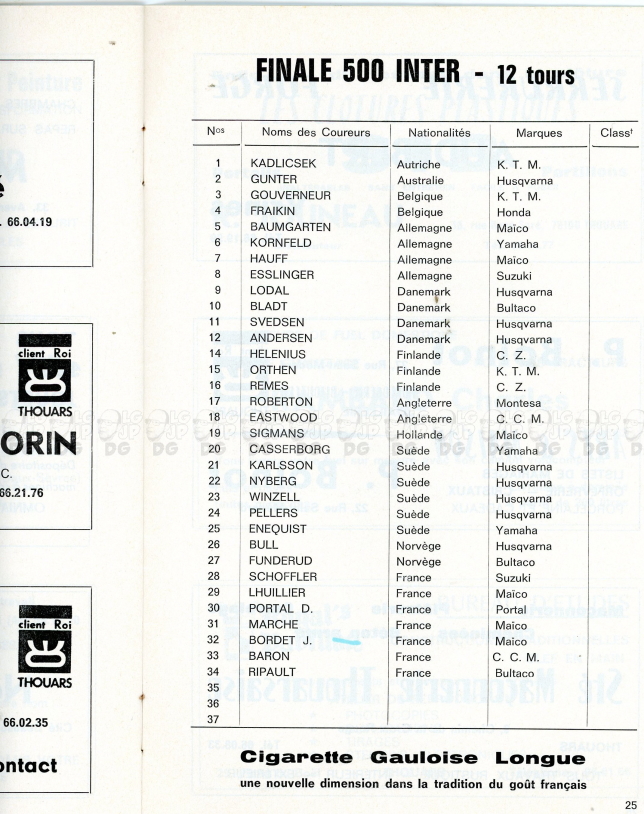 é
. 66.04.19
client Roi
THOUARS
ORIN
C.
66.21.76
client Roi
THOUARS
66.02.35
ontact
FINALE 500 INTER - 12 tours
Nos Noms des Coureurs Nationalités Marques Classt
1 KADLICSEK Autriche K. T. M.
2 GUNTER Australie Husqvarna
3 GOUVERNEUR Belgique K. T. M.
4 FRAIKIN Belgique Honda
5 BAUMGARTEN Allemagne Maïco
6 KORNFELD Allemagne Yamaha
7 HAUFF Allemagne Maïco
8 ESSLINGER Allemagne Suzuki
9 LODAL Danemark Husqvarna
10 BLADT Danemark Bultaco
11 SVEDSEN Danemark Husqvarna
12 ANDERSEN Danemark Husqvarna
14 HELENIUS Finlande C. Z.
15 ORTHEN Finlande K. T. M.
16 REMES Finlande C. Z.
17 ROBERTON Angleterre Montesa
18 EASTWOOD Angleterre C. C. M.
19 SIGMANS Hollande Maïco
20 CASSERBORG Suède Yamaha
21 KARLSSON Suède Husqvarna
22 NYBERG Suède Husqvarna
23 WINZELL Suède Husqvarna
24 PELLERS Suède Husqvarna
25 ENEQUIST Suède Yamaha
26 BULL Norvège Husqvarna
27 FUNDERUD Norvège Bultaco
28 SCHOFFLER France Suzuki
29 LHUILLIER France Maïco
30 PORTAL D. France Portal
31 MARCHE France Maïco
32 BORDET J. France Maïco
33 BARON France C. C. M.
34 RIPAULT France Bultaco
35
36
37
Cigarette Gauloise Longue
une nouvelle dimension dans la tradition du goût français
25